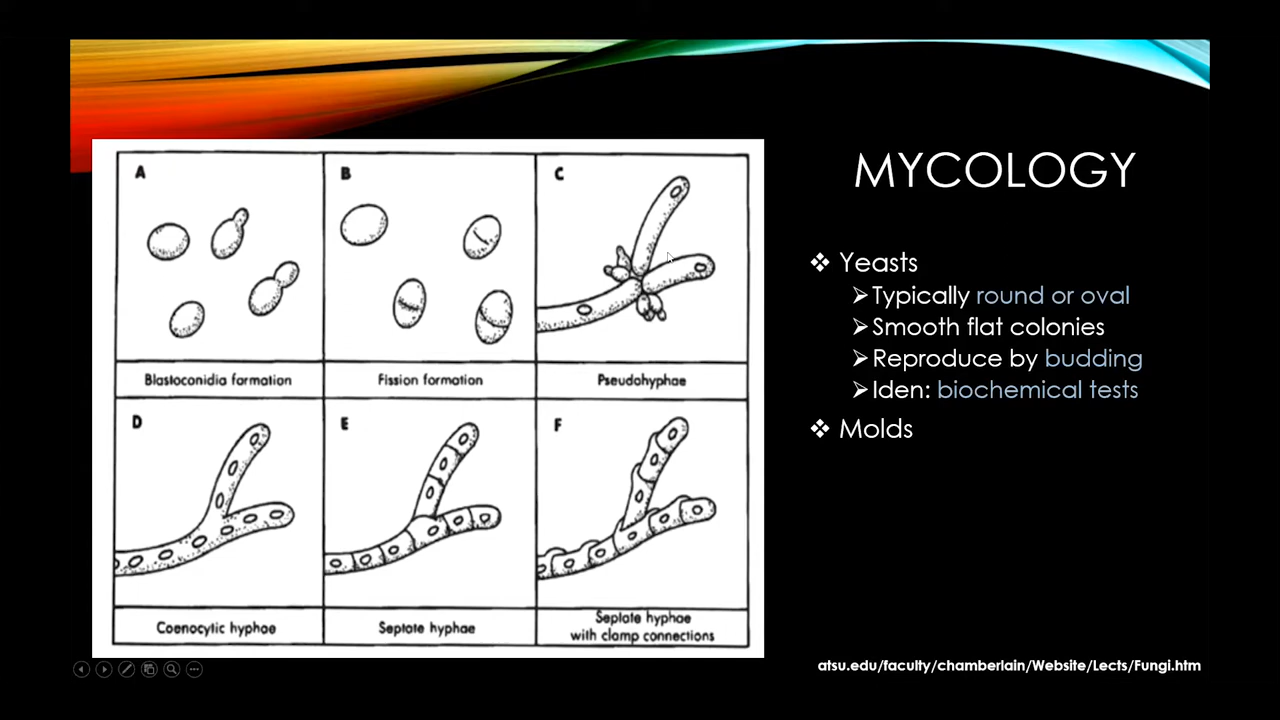 MYCOLOGY
A
B
C
Blastoconidia formation
Fission formation
Pseudohyphae
D
E
F
Coenocytic hyphae
Septate hyphae
Septate hyphae
with clamp connections
❖ Yeasts
➢Typically round or oval
➢Smooth flat colonies
➢Reproduce by budding
➢Iden: biochemical tests
❖ Molds
atsu.edu/faculty/chamberlain/Website/Lects/Fungi.htm